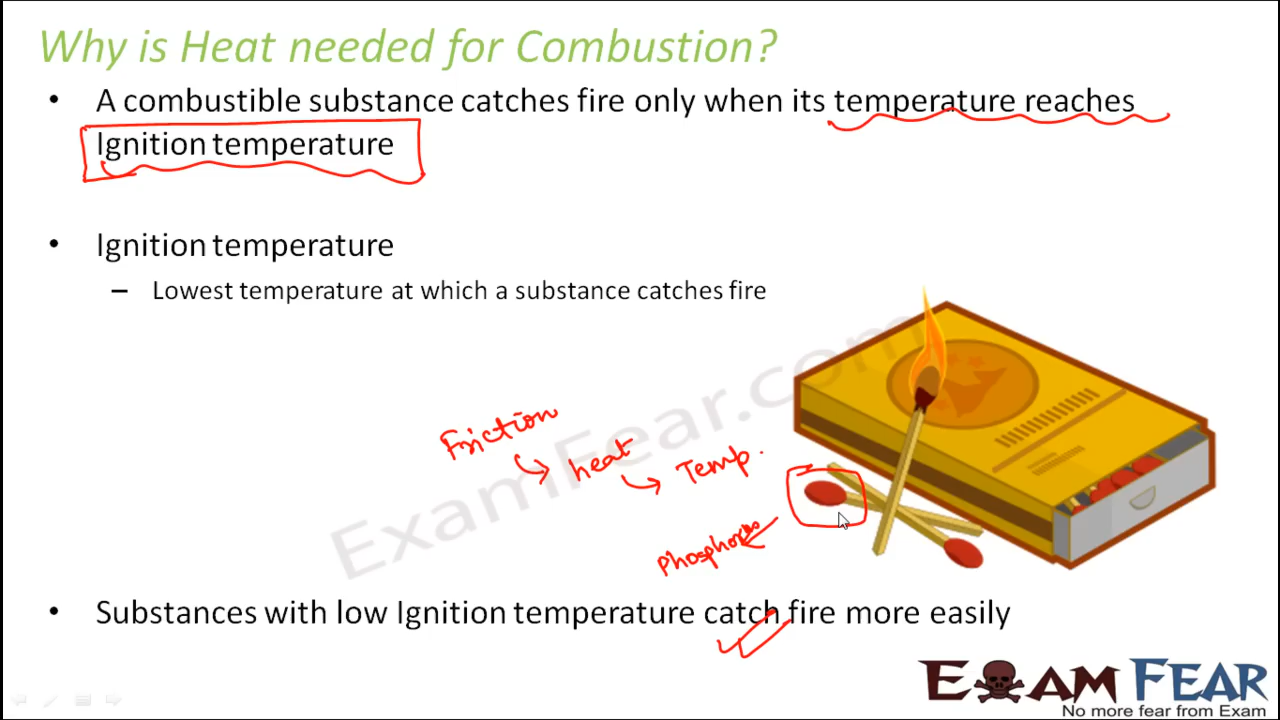 Why is Heat needed for Combustion?
• A combustible substance catches fire only when its temperature reaches
Ignition temperature
• Ignition temperature
– Lowest temperature at which a substance catches fire
ExamFear.com
Friction
heat
Temp.
Phosphorus
• Substances with low Ignition temperature catch fire more easily
EXAM FEAR
No more fear from Exam